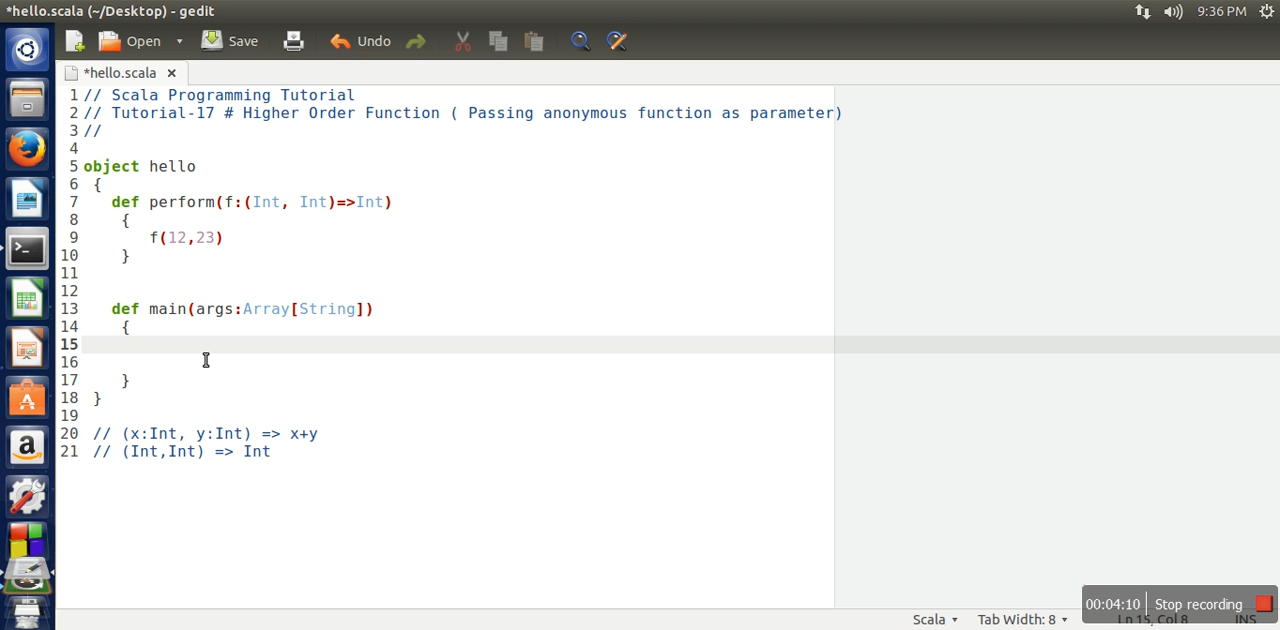 *hello.scala (~/Desktop) - gedit
9:36 PM
Open
Save
Undo
*hello.scala
1 // Scala Programming Tutorial
2 // Tutorial-17 # Higher Order Function ( Passing anonymous function as parameter)
3 //
4
5 object hello
6 {
7 def perform(f:(Int, Int)=>Int)
8 {
9 f(12,23)
10 }
11
12
13 def main(args:Array[String])
14 {
15
16
17 }
18 }
19
20 // (x:Int, y:Int) => x+y
21 // (Int,Int) => Int
00:04:10 Stop recording
Scala Tab Width: 8 Ln 15, Col 8 INS